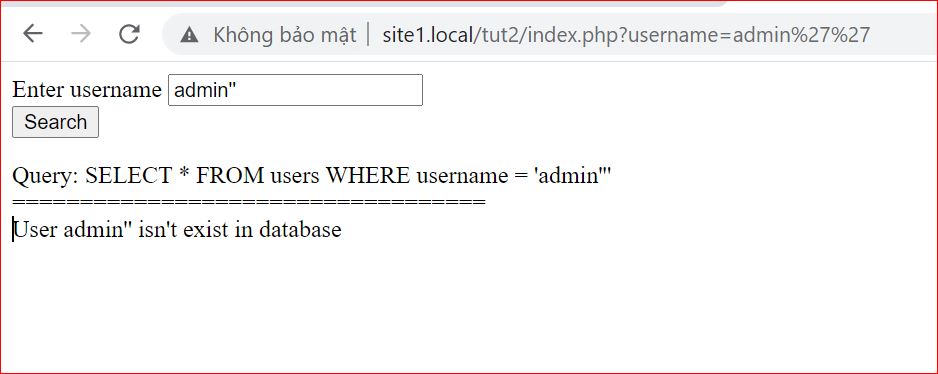 Không bảo mật site1.local/tut2/index.php?username=admin%27%27
Enter username admin''
Search
Query: SELECT * FROM users WHERE username = 'admin'''
===================================
User admin'' isn't exist in database